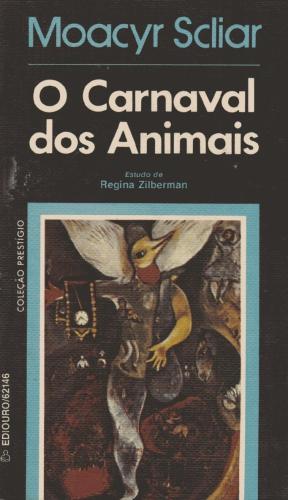 Moacyr Scliar
O Carnaval
dos Animais
Estudo de
Regina Zilberman
COLEÇÃO PRESTÍGIO
EDIOURO/62146